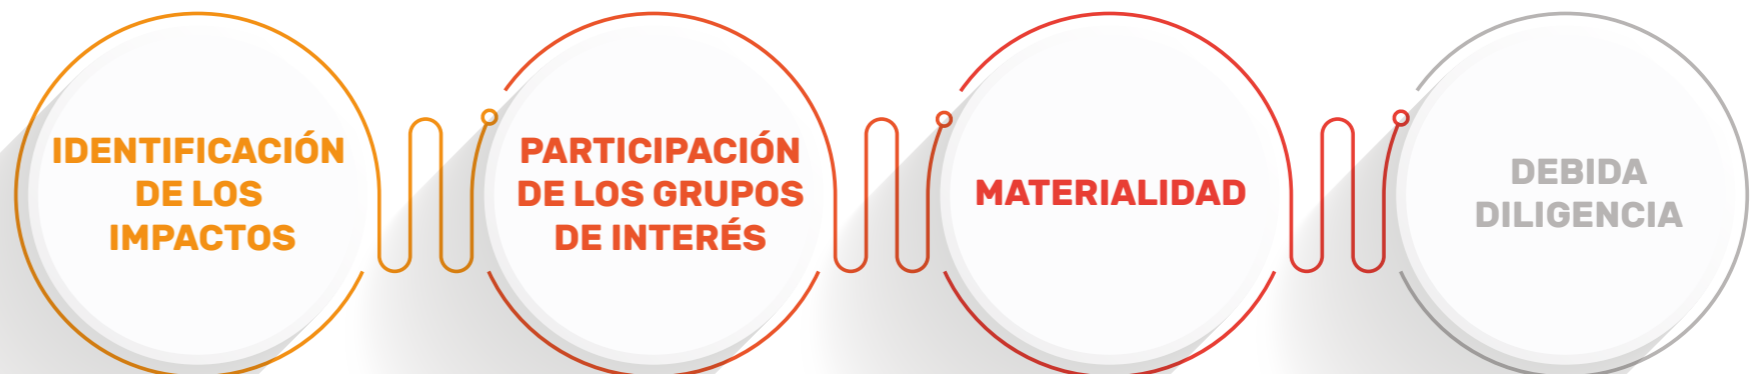 IDENTIFICACIÓN
DE LOS
IMPACTOS
PARTICIPACIÓN
DE LOS GRUPOS
DE INTERÉS
MATERIALIDAD
DEBIDA
DILIGENCIA